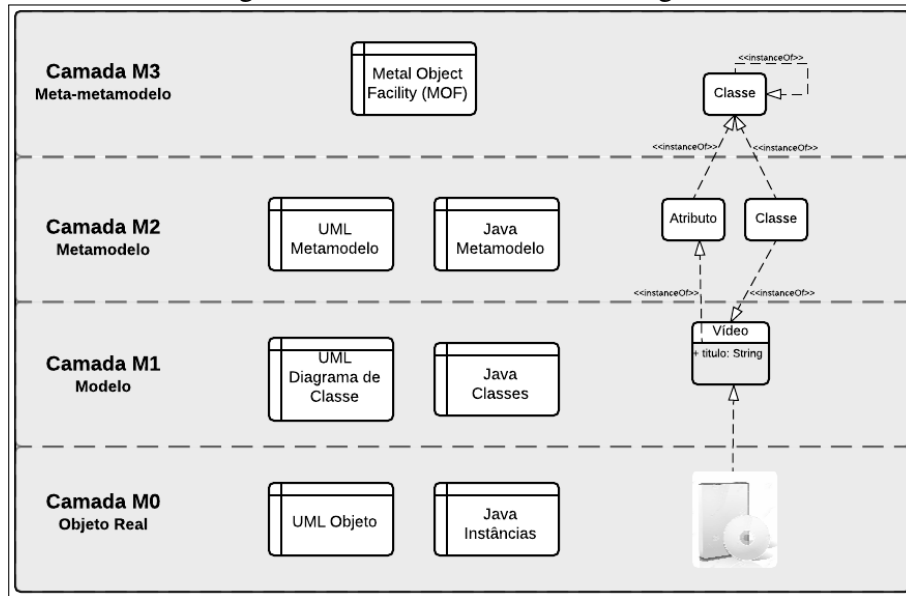 Camada M3
Meta-metamodelo
Metal Object
Facility (MOF)
<<instanceOf>>
Classe
<<instanceOf>>
<<instanceOf>>
Camada M2
Metamodelo
UML
Metamodelo
Java
Metamodelo
Atributo
Classe
<<instanceOf>>
<<instanceOf>>
Camada M1
Modelo
UML
Diagrama de
Classe
Java
Classes
Vídeo
+ titulo: String
Camada M0
Objeto Real
UML Objeto
Java
Instâncias